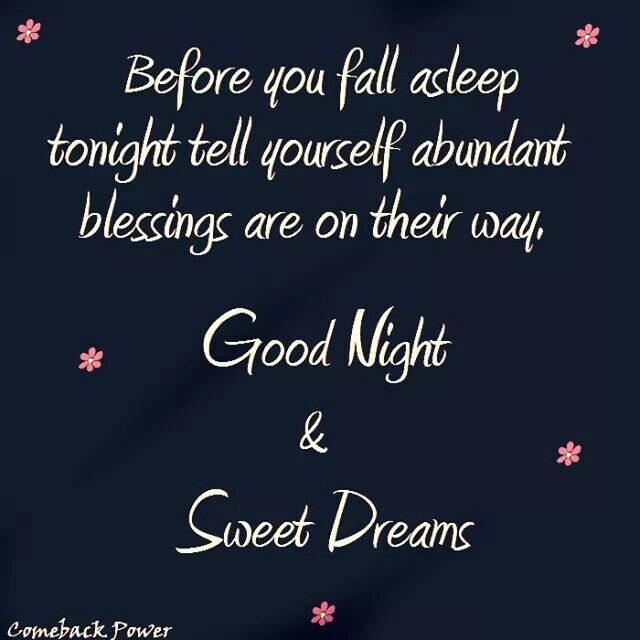 Before you fall asleep
tonight tell yourself abundant
blessings are on their way.
Good Night
&
Sweet Dreams
Comeback Power